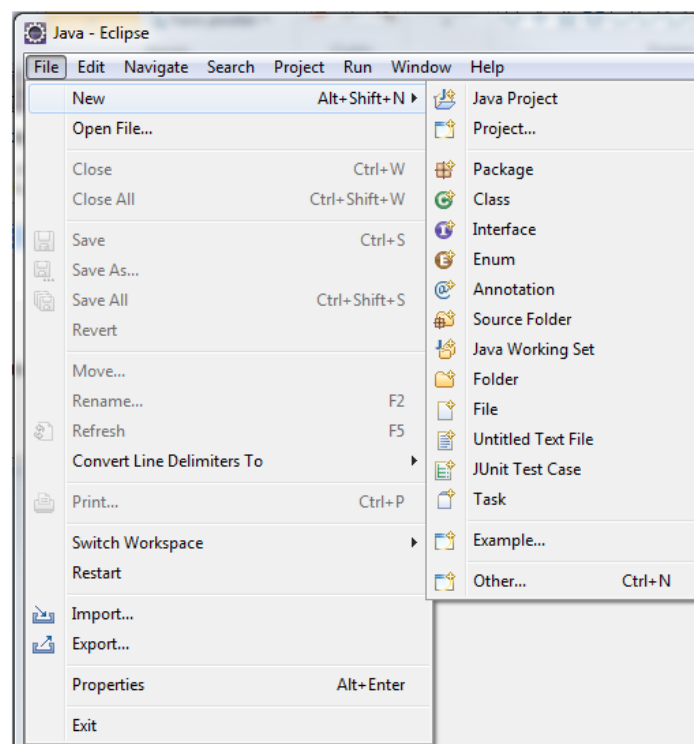 Java - Eclipse
File Edit Navigate Search Project Run Window Help
New Alt+Shift+N
Open File...
Close Ctrl+W
Close All Ctrl+Shift+W
Save Ctrl+S
Save As...
Save All Ctrl+Shift+S
Revert
Move...
Rename... F2
Refresh F5
Convert Line Delimiters To
Print... Ctrl+P
Switch Workspace
Restart
Import...
Export...
Properties Alt+Enter
Exit
Java Project
Project...
Package
Class
Interface
Enum
Annotation
Source Folder
Java Working Set
Folder
File
Untitled Text File
JUnit Test Case
Task
Example...
Other... Ctrl+N